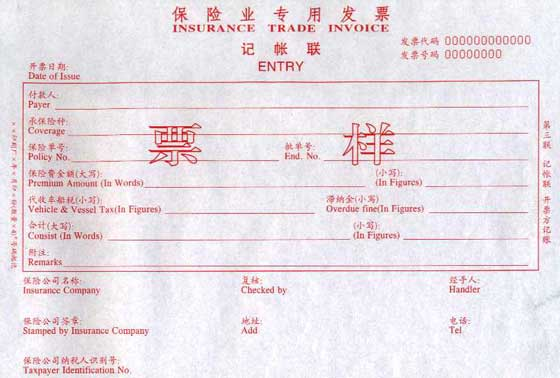 保险业专用发票
INSURANCE TRADE INVOICE
记帐联
ENTRY
发票代码 000000000000
发票号码 00000000
开票日期:
Date of Issue
付款人:
Payer
承保险种:
Coverage
保险单号: 批单号:
Policy No. End. No.
票样
保险费金额(大写): (小写):
Premium Amount (In Words) (In Figures)
代收车船税(小写): 滞纳金(小写)
Vehicle & Vessel Tax(In Figures) Overdue fine(In Figures)
合计(大写): (小写):
Consist (In Words) (In Figures)
附注:
Remarks
第三联 记帐联 开票方记账
保险公司名称: 复核: 经手人:
Insurance Company Checked by Handler
保险公司签章: 地址: 电话:
Stamped by Insurance Company Add Tel
保险公司纳税人识别号:
Taxpayer Identification No.